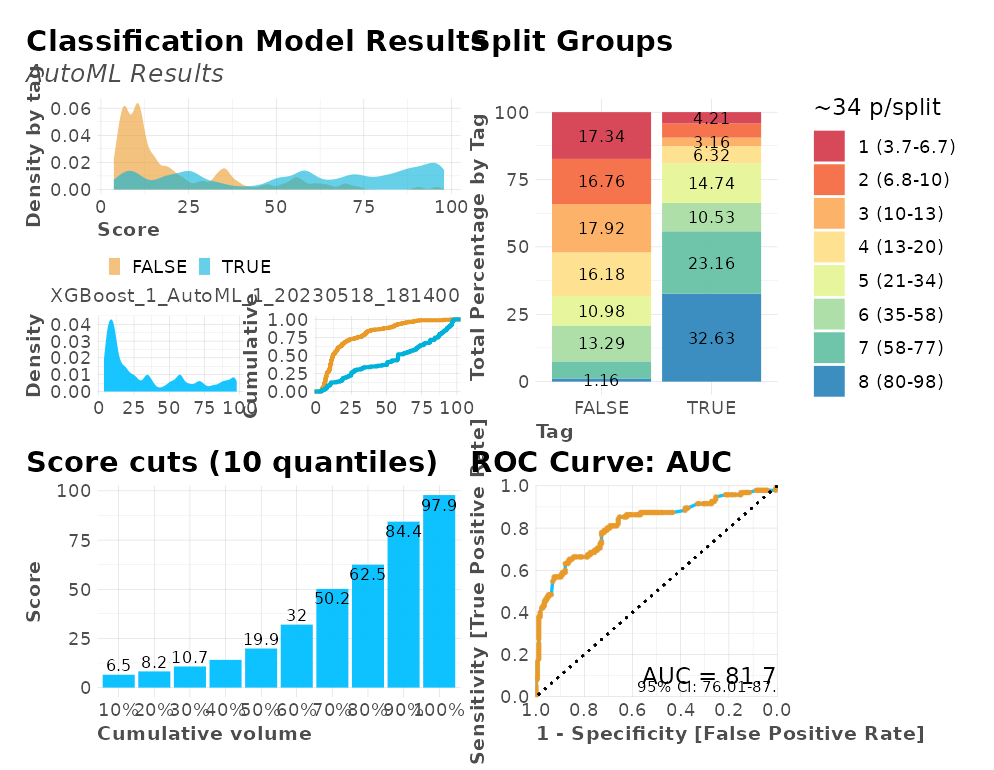 Classification Model Results
AutoML Results
Density by tag
0.06
0.04
0.02
0.00
0 25 50 75 100
Score
FALSE TRUE
XGBoost_1_AutoML_1_20230518_181400
Density
0.04
0.03
0.02
0.01
0.00
0 25 50 75 100
Cumulative
1.00
0.75
0.50
0.25
0.00
0 25 50 75 100
Split Groups
Total Percentage by Tag
100
75
50
25
0
17.34
16.76
17.92
16.18
10.98
13.29
1.16
4.21
3.16
6.32
14.74
10.53
23.16
32.63
FALSE TRUE
Tag
~34 p/split
1 (3.7-6.7)
2 (6.8-10)
3 (10-13)
4 (13-20)
5 (21-34)
6 (35-58)
7 (58-77)
8 (80-98)
Score cuts (10 quantiles)
Score
100
75
50
25
0
6.5 8.2 10.7 19.9 32 50.2 62.5 84.4 97.9
10% 20% 30% 40% 50% 60% 70% 80% 90% 100%
Cumulative volume
ROC Curve: AUC
Sensitivity [True Positive Rate]
1.0
0.8
0.6
0.4
0.2
0.0
AUC = 81.7
95% CI: 76.01-87.
1.0 0.8 0.6 0.4 0.2 0.0
1 - Specificity [False Positive Rate]